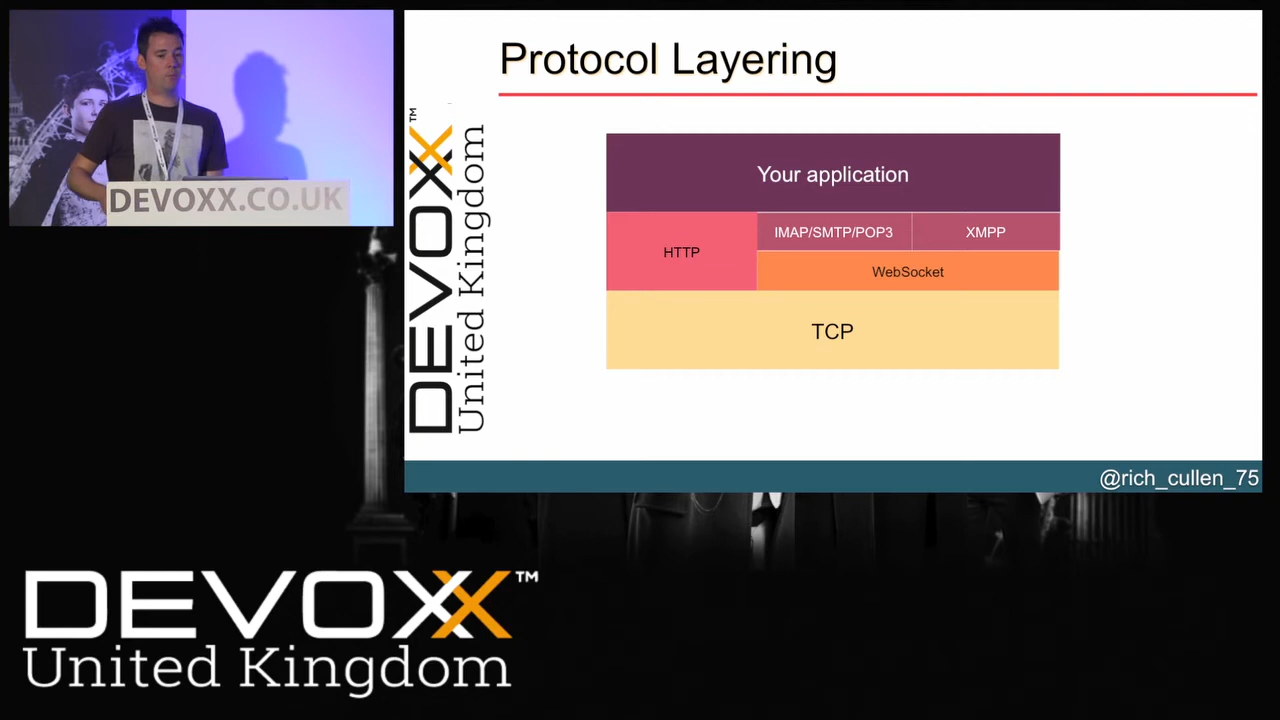 DEVOXX.CO.UK
Protocol Layering
DEVOXX™
United Kingdom
Your application
HTTP
IMAP/SMTP/POP3
XMPP
WebSocket
TCP
@rich_cullen_75
DEVOXX™
United Kingdom